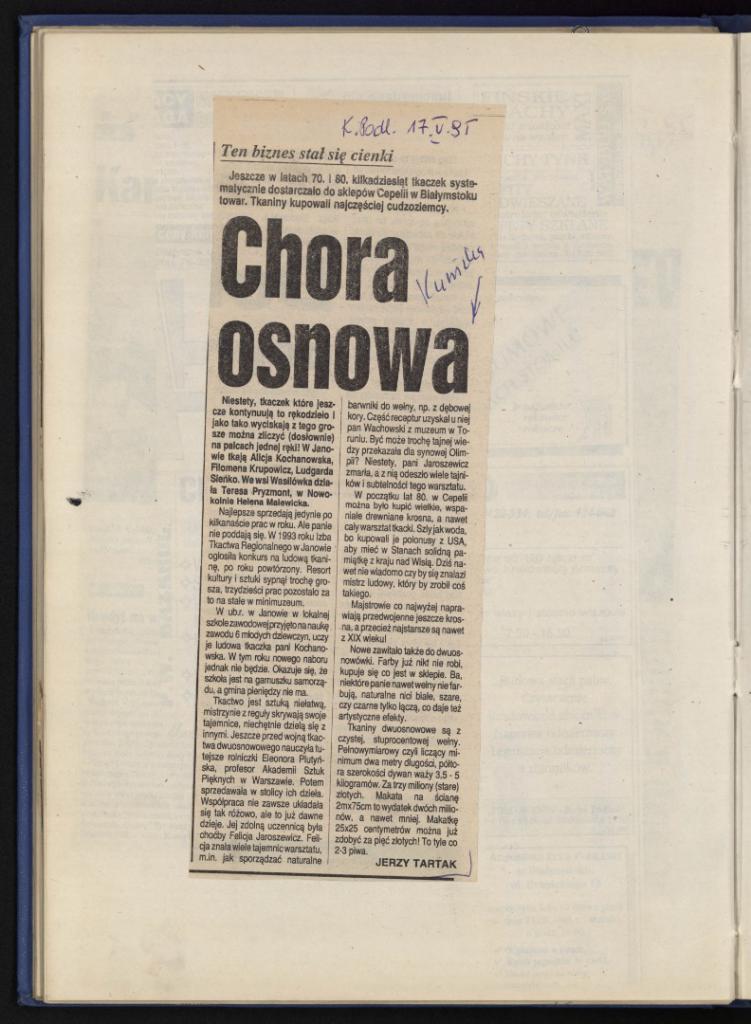 K. Podl. 17.V.95
Ten biznes stał się cienki
Jeszcze w latach 70. i 80. kilkadziesiąt tkaczek syste-
matycznie dostarczało do sklepów Cepelii w Białymstoku
towar. Tkaniny kupowali najczęściej cudzoziemcy.
Chora
osnowa
Niestety, tkaczek które jesz-
cze kontynuują to rękodzieło i
jako tako wyciskają z tego gro-
sze można zliczyć (dosłownie)
na palcach jednej ręki! W Jano-
wie tkają Alicja Kochanowska,
Filomena Krupowicz, Ludgarda
Sieńko. We wsi Wasilówka dzia-
ła Teresa Pryzmont, w Nowo-
kolnie Helena Malewicka.
Najlepsze sprzedają jedynie po
kilkanaście prac w roku. Ale panie
nie poddają się. W 1993 roku Izba
Tkactwa Regionalnego w Janowie
ogłosiła konkurs na ludową tkani-
nę, po roku powtórzony. Resort
kultury i sztuki sypnął trochę gro-
sza, trzydzieści prac pozostało za
to na stałe w minimuzeum.
W ub.r. w Janowie w lokalnej
szkole zawodowej przyjęto na naukę
zawodu 6 młodych dziewczyn, uczy
je ludowa tkaczka pani Kochano-
wska. W tym roku nowego naboru
jednak nie będzie. Okazuje się, że
szkoła jest na garnuszku samorzą-
du, a gmina pieniędzy nie ma.
Tkactwo jest sztuką niełatwą,
mistrzynie z reguły skrywają swoje
tajemnice, niechętnie dzielą się z
innymi. Jeszcze przed wojną tkac-
twa dwuosnowowego nauczyła tu-
tejsze rolniczki Eleonora Plutyń-
ska, profesor Akademii Sztuk
Pięknych w Warszawie. Potem
sprzedawała w stolicy ich dzieła.
Współpraca nie zawsze układała
się tak różowo, ale to już dawne
dzieje. Jej zdolną uczennicą była
choćby Felicja Jaroszewicz. Feli-
cja znała wiele tajemnic warsztatu,
m.in. jak sporządzać naturalne
barwniki do wełny, np. z dębowej
kory. Część receptur uzyskał u niej
pan Wachowski z muzeum w To-
runiu. Być może trochę tajnej wie-
dzy przekazała dla synowej Olim-
pii? Niestety, pani Jaroszewicz
zmarła, a z nią odeszło wiele tajni-
ków i subtelności tego warsztatu.
W początku lat 80. w Cepelii
można było kupić wielkie, wspa-
niałe drewniane krosna, a nawet
cały warsztat tkacki. Szły jak woda,
bo kupowali je polonusy z USA,
aby mieć w Stanach solidną pa-
miątkę z kraju nad Wisłą. Dziś na-
wet nie wiadomo czy by się znalazł
mistrz ludowy, który by zrobił coś
takiego.
Majstrowie co najwyżej napra-
wiają przedwojenne jeszcze kros-
na, a przecież najstarsze są nawet
z XIX wieku!
Nowe zawitało także do dwuos-
nowówki. Farby już nikt nie robi,
kupuje się co jest w sklepie. Ba,
niektóre panie nawet wełny nie far-
bują, naturalne nici białe, szare,
czy czarne tylko łączą, co daje też
artystyczne efekty.
Tkaniny dwuosnowowe są z
czystej, stuprocentowej wełny.
Pełnowymiarowy czyli liczący mi-
nimum dwa metry długości, półto-
ra szerokości dywan waży 3,5 - 5
kilogramów. Za trzy miliony (stare)
złotych. Makata na ścianę
2mx75cm to wydatek dwóch milio-
nów, a nawet mniej. Makatkę
25x25 centymetrów można już
zdobyć za pięć złotych! To tyle co
2-3 piwa.
JERZY TARTAK